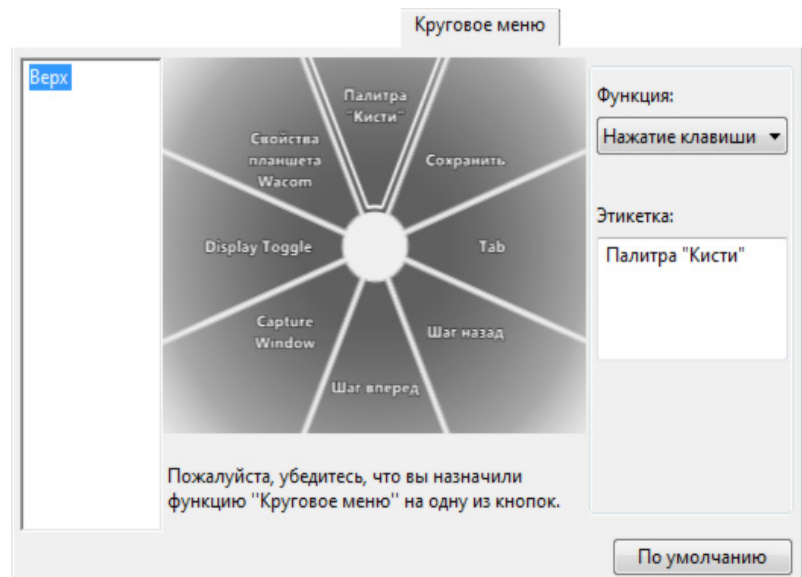 Круговое меню
Верх
Палитра
"Кисти"
Свойства
планшета
Wacom
Сохранить
Display Toggle
Tab
Capture
Window
Шаг назад
Шаг вперед
Функция:
Нажатие клавиши
Этикетка:
Палитра "Кисти"
Пожалуйста, убедитесь, что вы назначили
функцию "Круговое меню" на одну из кнопок.
По умолчанию